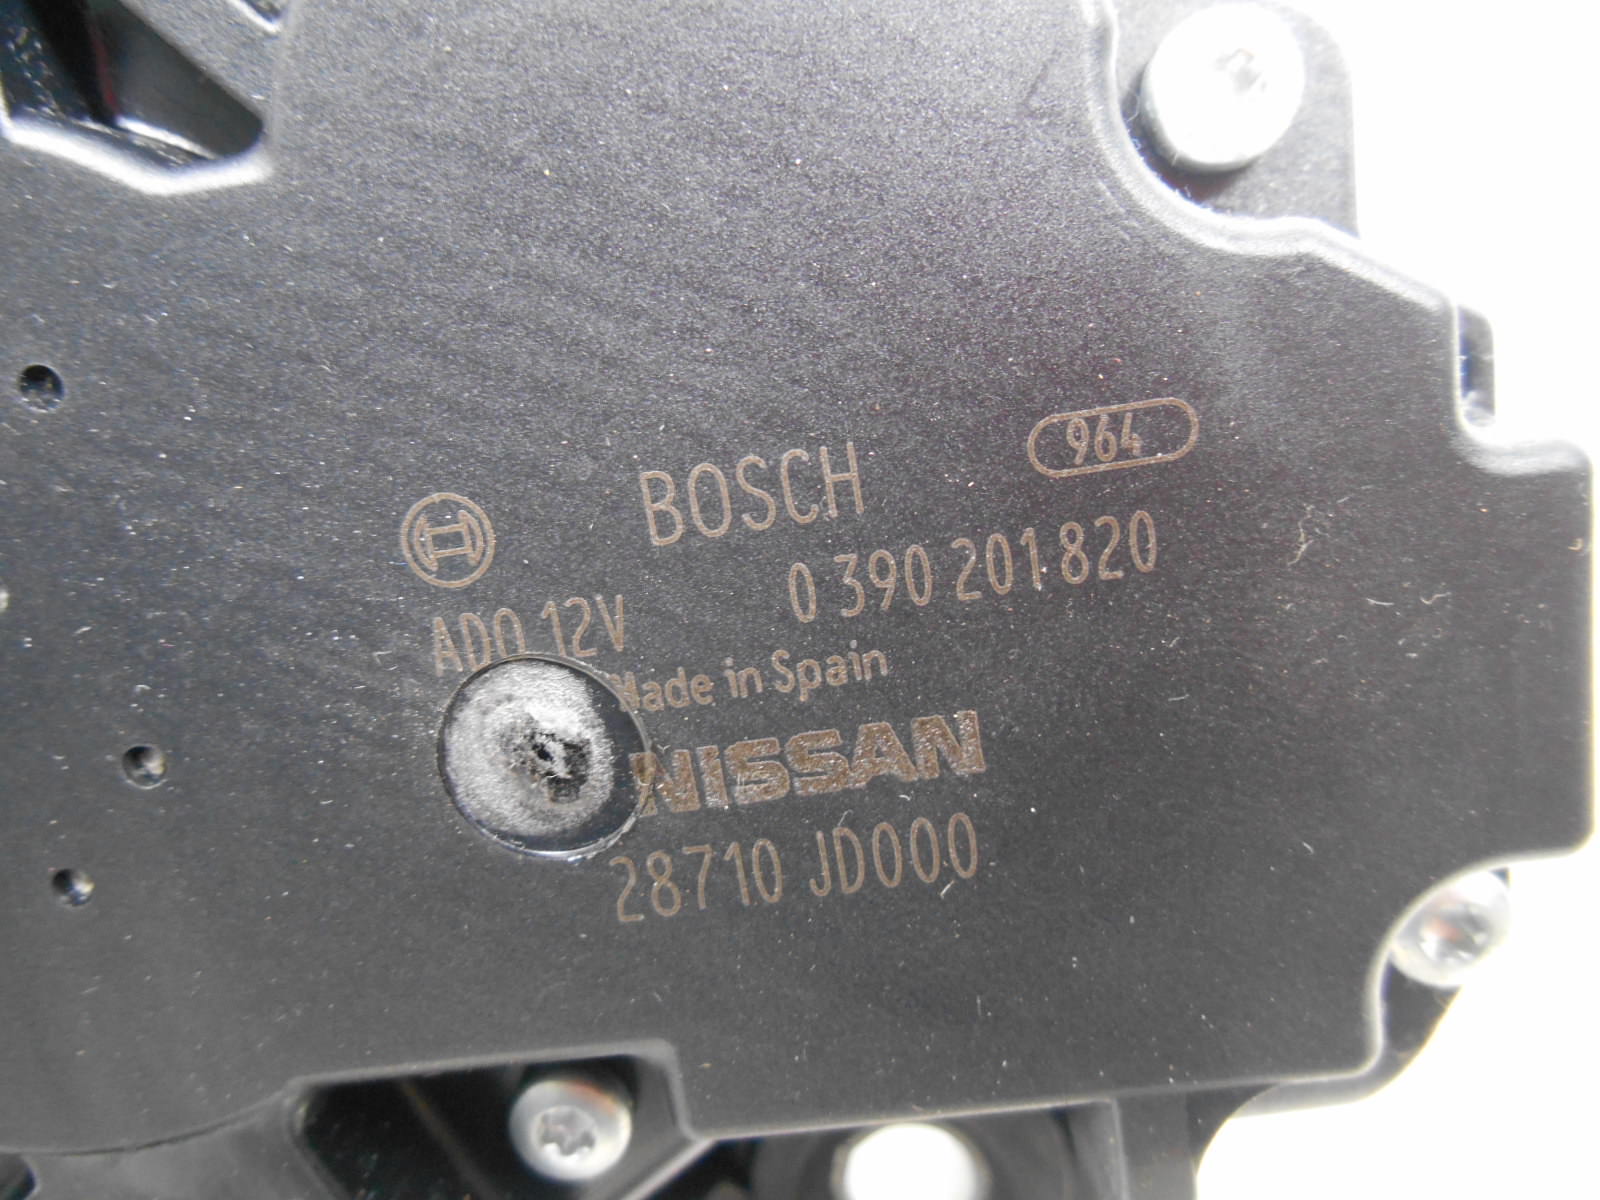 964
BOSCH
0 390 201 820
AD0 12V
Made in Spain
NISSAN
28710 JD000